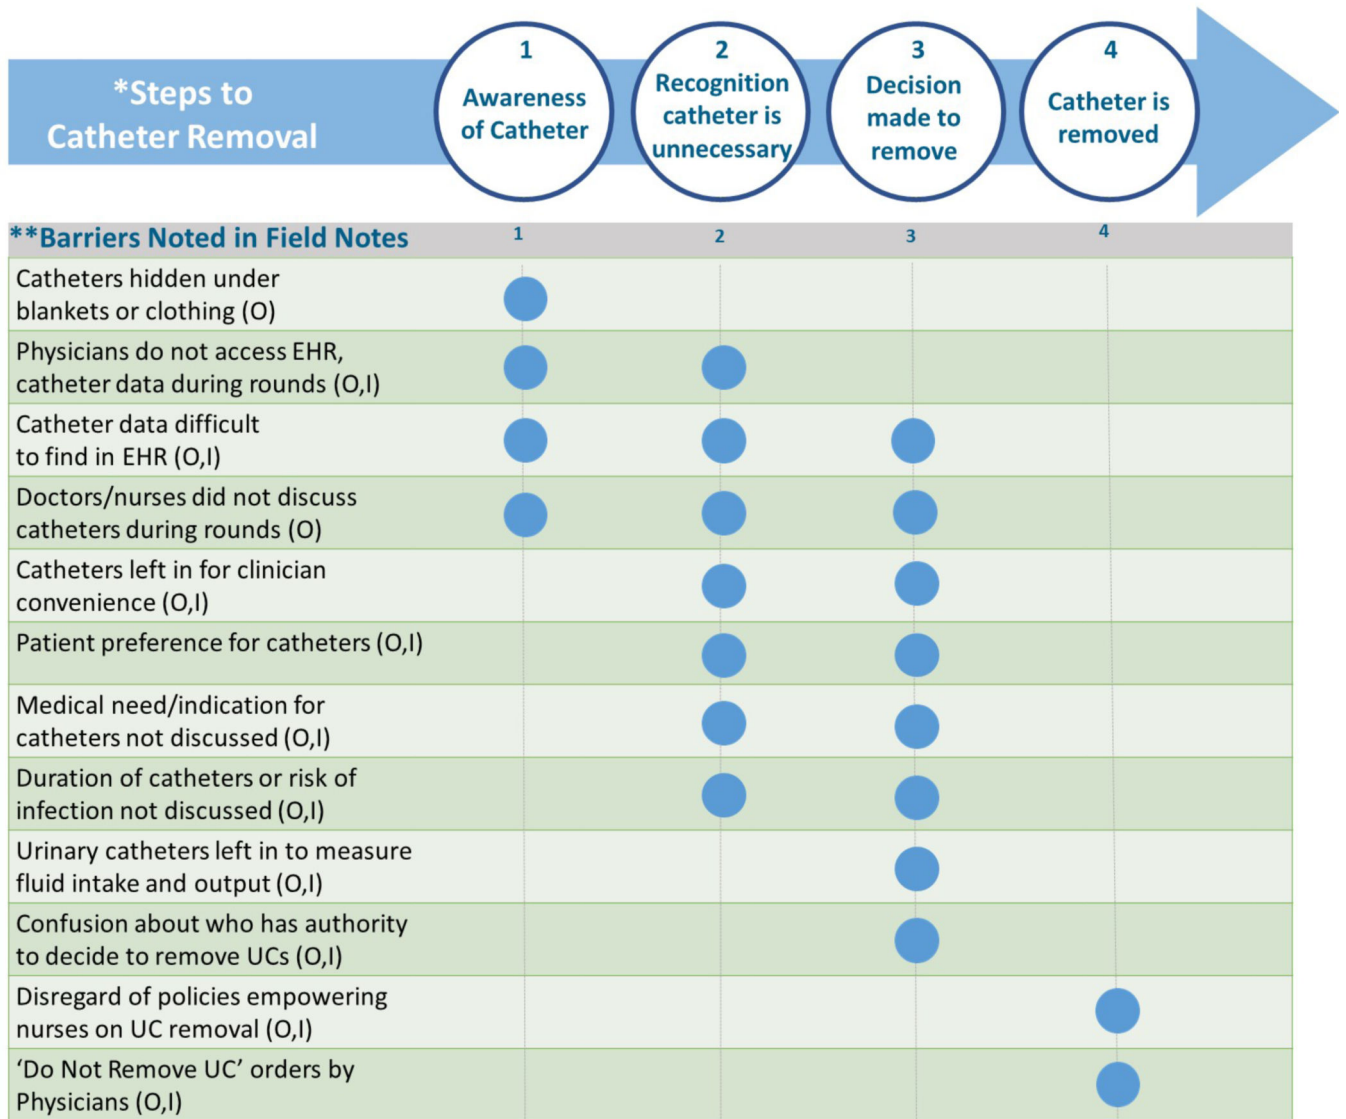 *Steps to
Catheter Removal
1
Awareness
of Catheter
2
Recognition
catheter is
unnecessary
3
Decision
made to
remove
4
Catheter is
removed
**Barriers Noted in Field Notes 1 2 3 4
Catheters hidden under
blankets or clothing (O)
Physicians do not access EHR,
catheter data during rounds (O,I)
Catheter data difficult
to find in EHR (O,I)
Doctors/nurses did not discuss
catheters during rounds (O)
Catheters left in for clinician
convenience (O,I)
Patient preference for catheters (O,I)
Medical need/indication for
catheters not discussed (O,I)
Duration of catheters or risk of
infection not discussed (O,I)
Urinary catheters left in to measure
fluid intake and output (O,I)
Confusion about who has authority
to decide to remove UCs (O,I)
Disregard of policies empowering
nurses on UC removal (O,I)
‘Do Not Remove UC’ orders by
Physicians (O,I)